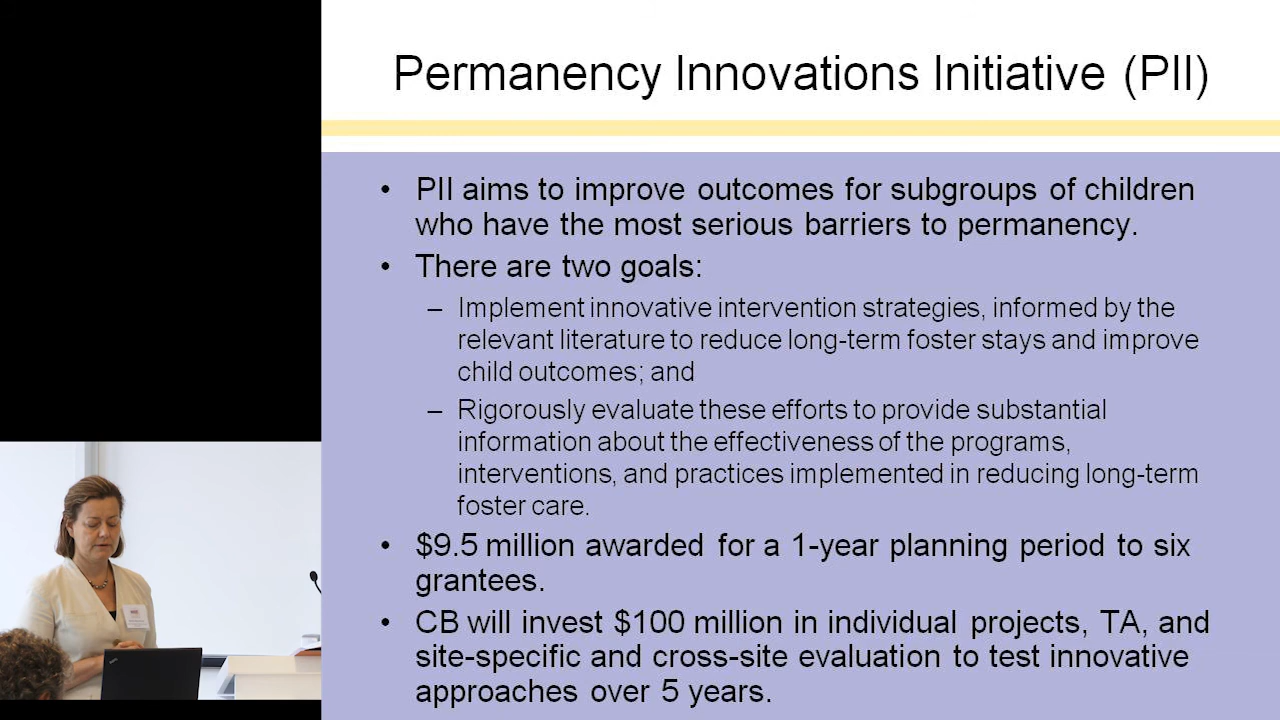 Permanency Innovations Initiative (PII)
• PII aims to improve outcomes for subgroups of children
who have the most serious barriers to permanency.
• There are two goals:
– Implement innovative intervention strategies, informed by the
relevant literature to reduce long-term foster stays and improve
child outcomes; and
– Rigorously evaluate these efforts to provide substantial
information about the effectiveness of the programs,
interventions, and practices implemented in reducing long-term
foster care.
• $9.5 million awarded for a 1-year planning period to six
grantees.
• CB will invest $100 million in individual projects, TA, and
site-specific and cross-site evaluation to test innovative
approaches over 5 years.